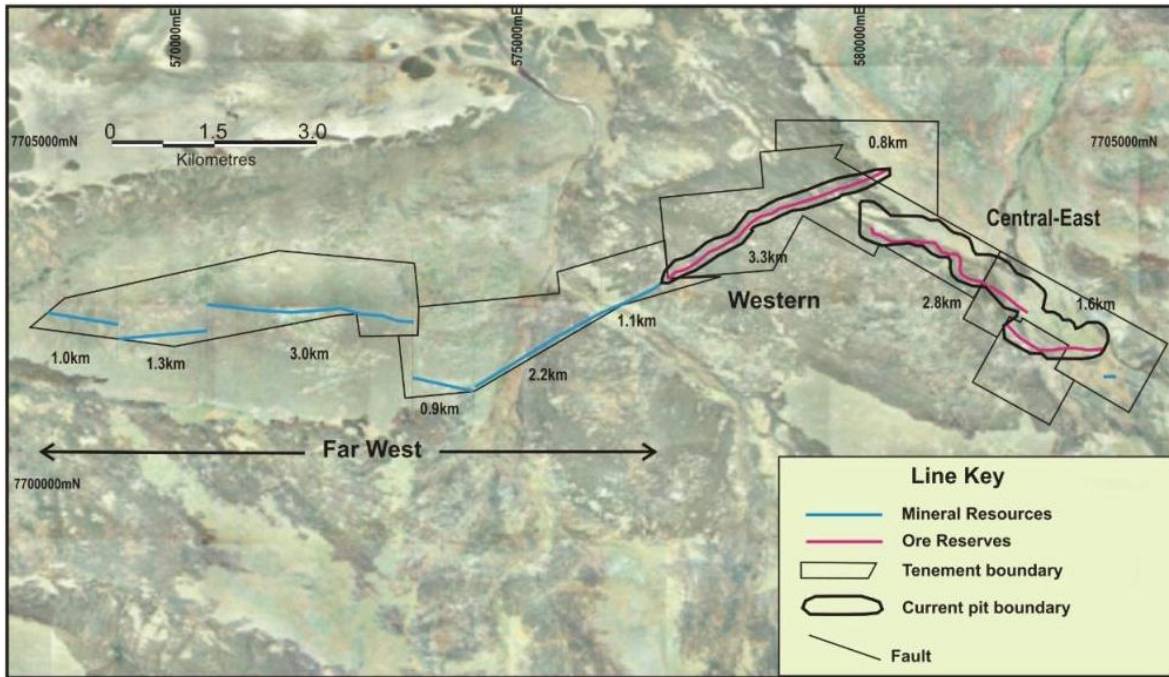 570000mE
575000mE
580000mE
7705000mN
0 1.5 3.0
Kilometres
0.8km
7705000mN
Central-East
3.3km
Western
2.8km
1.6km
1.1km
2.2km
0.9km
1.0km
1.3km
3.0km
Far West
7700000mN
Line Key
Mineral Resources
Ore Reserves
Tenement boundary
Current pit boundary
Fault